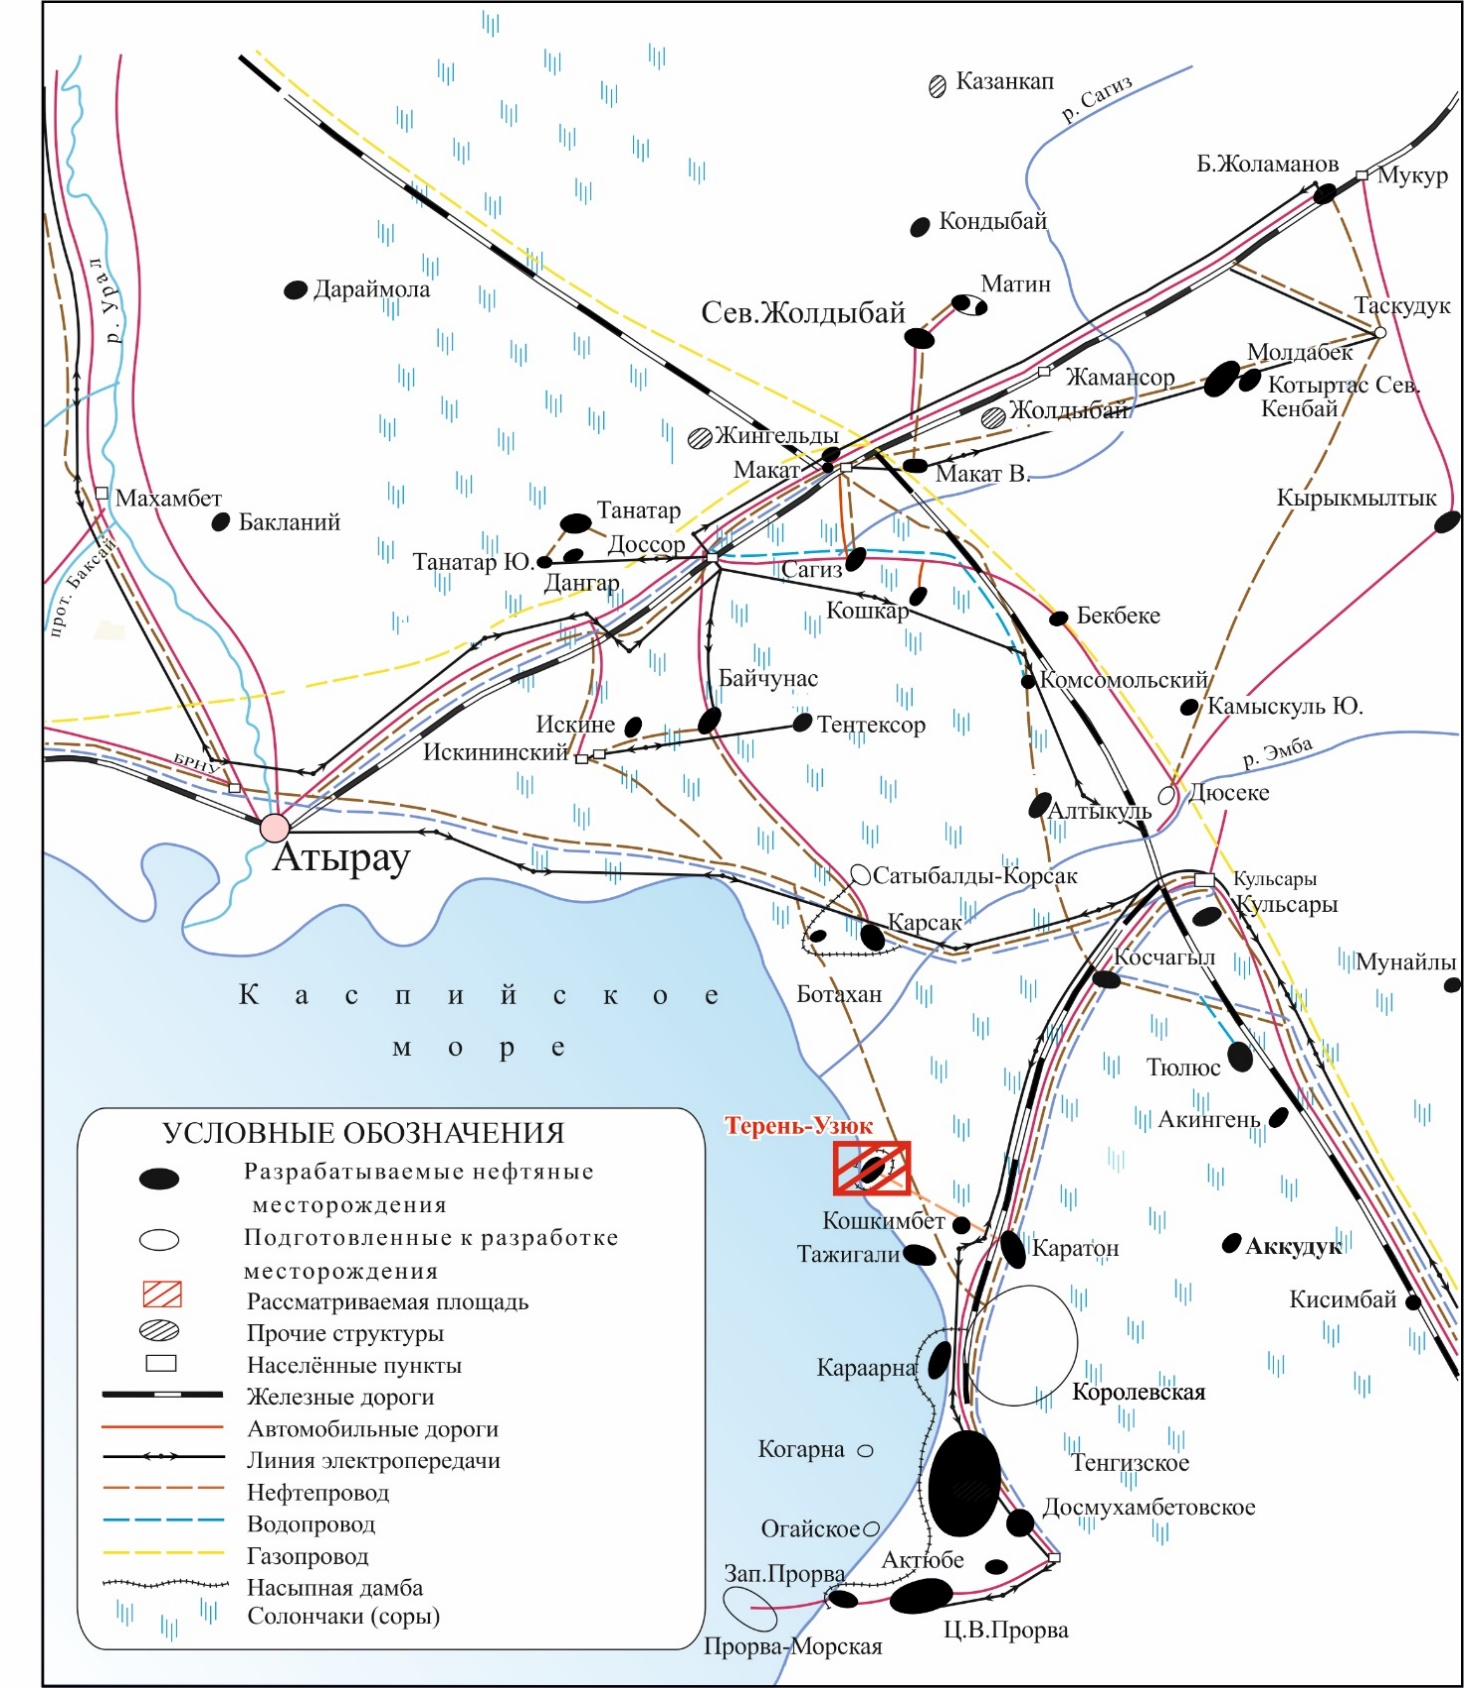 Казанкап
р. Сагиз
Б.Жоламанов
Мукур
Кондыбай
Матин
Дараймола
р. Урал
Сев.Жолдыбай
Таскудук
Молдабек
Жамансор
Котыртас Сев.
Жолдыбай
Кенбай
Жингельды
Макат
Макат В.
Махамбет
Кырыкмылтык
Бакланий
Танатар
Доссор
Танатар Ю.
Сагиз
Дангар
прот. Баксай
Кошкар
Бекбеке
Байчунас
Комсомольский
Искине
Тентексор
Камыскуль Ю.
Искининский
р. Эмба
БРНУ
Дюсеке
Алтыкуль
Атырау
Сатыбалды-Корсак
Кульсары
Кульсары
Карсак
Косчагыл
Мунайлы
Ботахан
Каспийское
море
Тюлюс
Акингень
Терень-Узюк
Кошкимбет
Тажигали
Каратон
Аккудук
Кисимбай
Караарна
Королевская
Когарна
Тенгизское
Досмухамбетовское
Огайское
Актюбе
Зап.Прорва
Ц.В.Прорва
Прорва-Морская
УСЛОВНЫЕ ОБОЗНАЧЕНИЯ
Разрабатываемые нефтяные
месторождения
Подготовленные к разработке
месторождения
Рассматриваемая площадь
Прочие структуры
Населённые пункты
Железные дороги
Автомобильные дороги
Линия электропередачи
Нефтепровод
Водопровод
Газопровод
Насыпная дамба
Солончаки (соры)